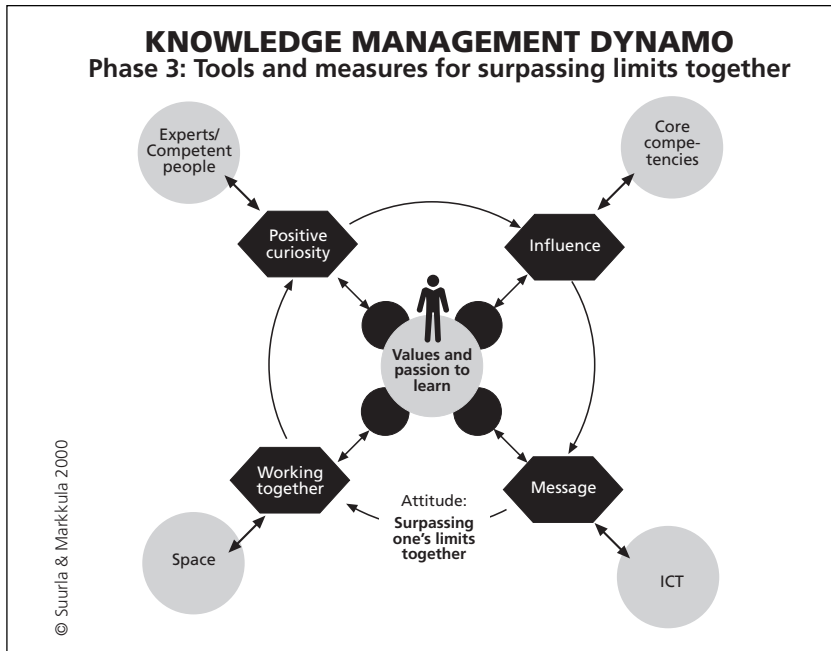 KNOWLEDGE MANAGEMENT DYNAMO
Phase 3: Tools and measures for surpassing limits together
Experts/
Competent
people
Core
compe-
tencies
Positive
curiosity
Influence
Values and
passion to
learn
Working
together
Attitude:
Surpassing
one's limits
together
Message
Space
ICT
© Suurla & Markkula 2000